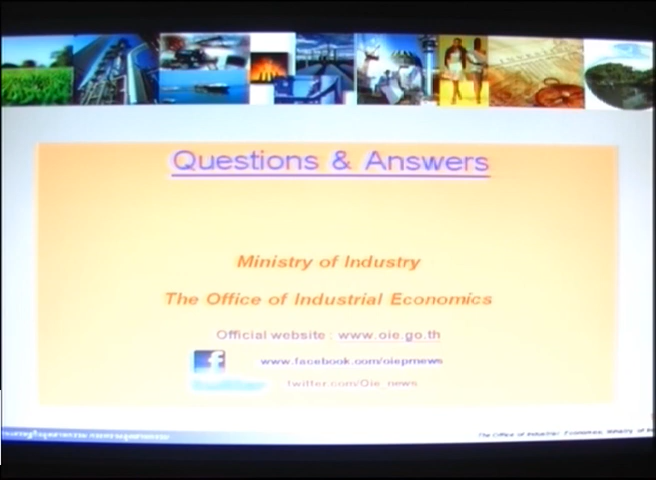 Questions & Answers
Ministry of Industry
The Office of Industrial Economics
Official website : www.oie.go.th
f www.facebook.com/oieprnews
twitter twitter.com/Oie_news
The Office of Industrial Economics, Ministry of